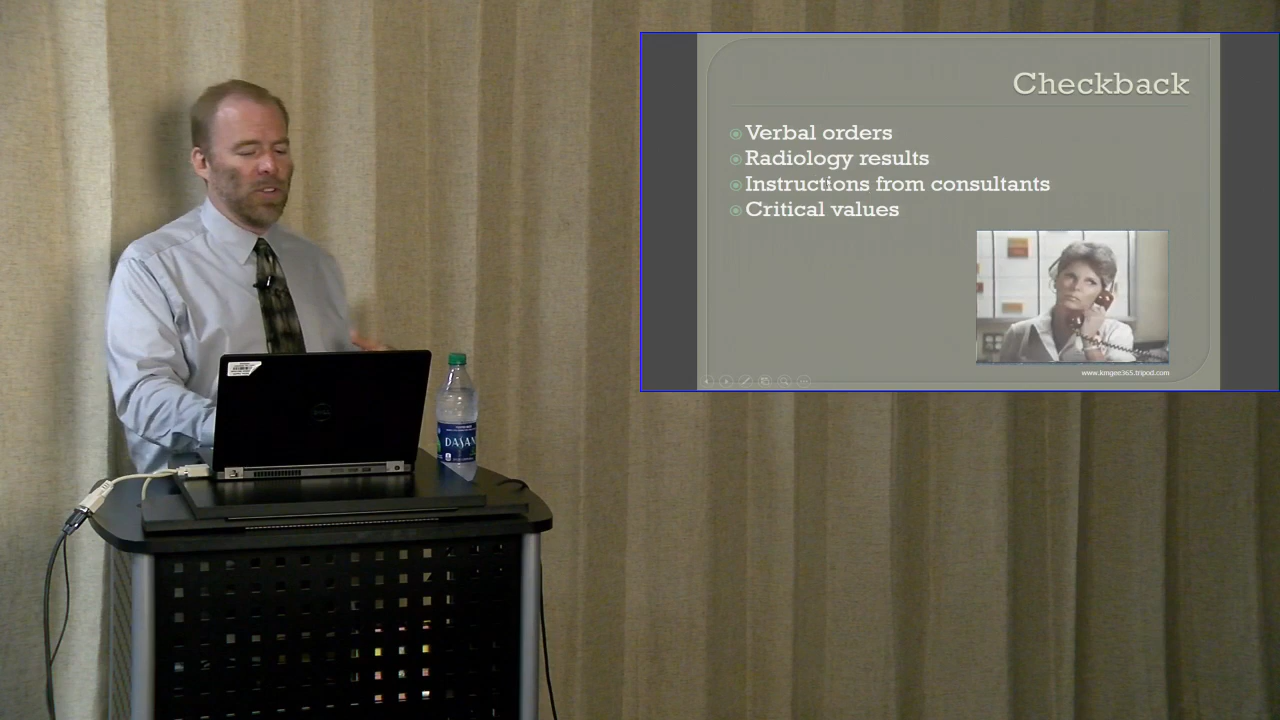 Checkback
Verbal orders
Radiology results
Instructions from consultants
Critical values
www.kmgee365.tripod.com
DASANI